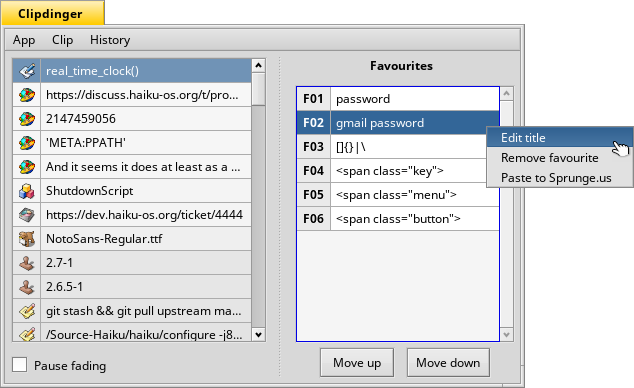 Clipdinger
App Clip History
real_time_clock()
https://discuss.haiku-os.org/t/pro...
2147459056
'META:PPATH'
And it seems it does at least as a ...
ShutdownScript
https://dev.haiku-os.org/ticket/4444
NotoSans-Regular.ttf
2.7-1
2.6.5-1
git stash && git pull upstream ma...
/Source-Haiku/haiku/configure -j8...
Pause fading
Favourites
F01 password
F02 gmail password
F03 []{}|\
F04 <span class="key">
F05 <span class="menu">
F06 <span class="button">
Edit title
Remove favourite
Paste to Sprunge.us
Move up Move down